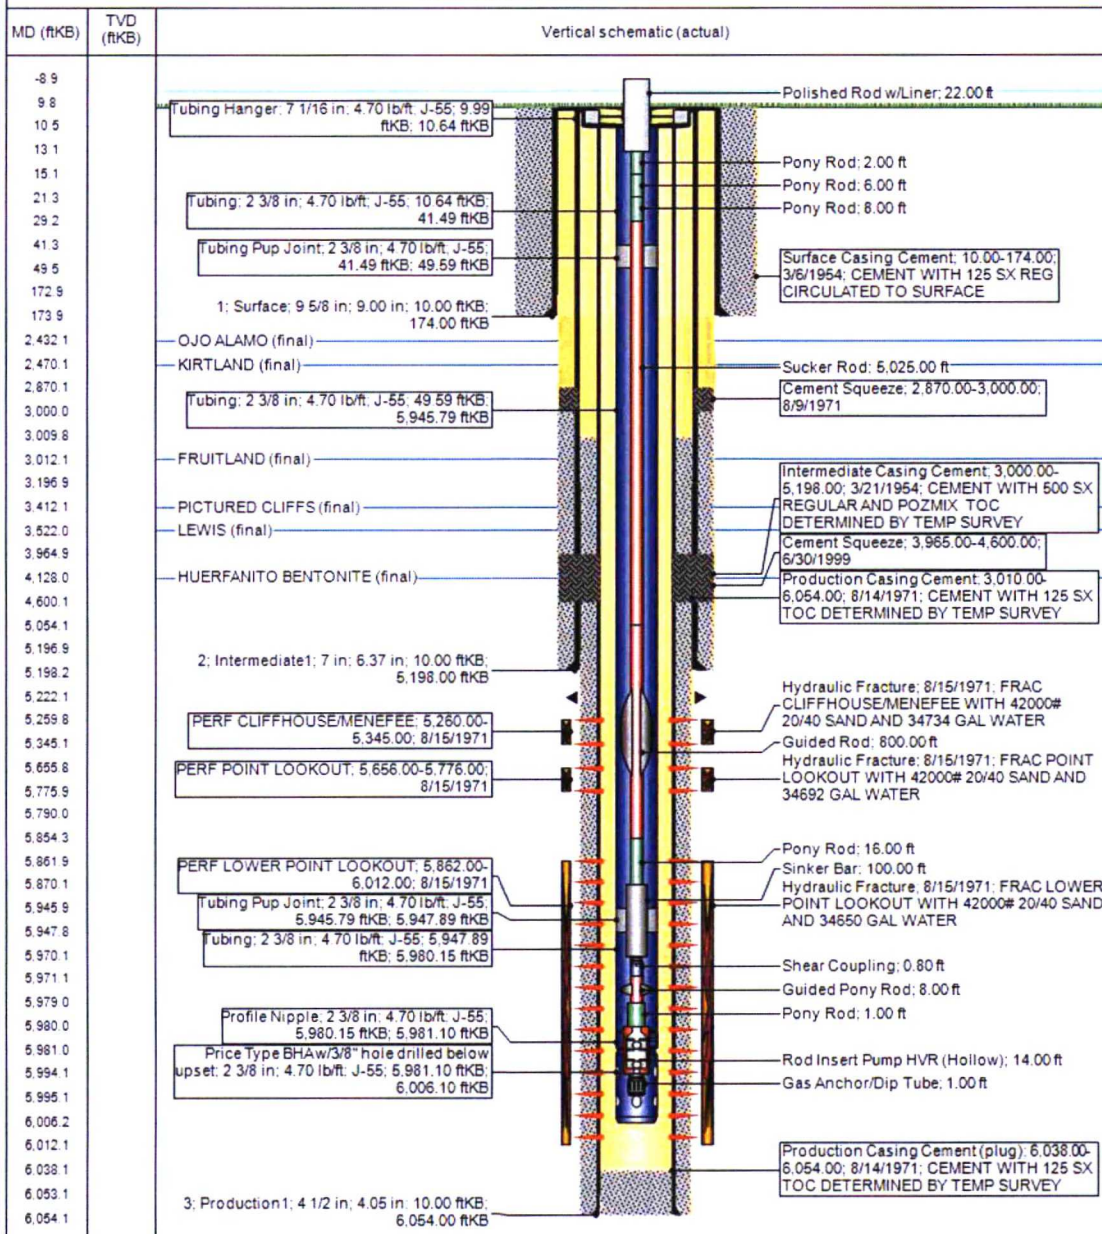 MD (ftKB)
TVD
(ftKB)
Vertical schematic (actual)
-8 9
9 8
10 5
13 1
15 1
21 3
29 2
41 3
49 5
172.9
173 9
2,432 1
2,470.1
2,870.1
3,000.0
3.009.8
3.012.1
3,196.9
3,412.1
3,522.0
3,964.9
4,128.0
4,600.1
5,054.1
5,196.9
5,198.2
5,222 1
5,259 8
5,345.1
5,655 8
5,775.9
5,790.0
5,854.3
5,861.9
5,870.1
5,945.9
5,947.8
5,970.1
5,971 1
5,979 0
5,980.0
5,981.0
5,994.1
5,995.1
6,006.2
6,012.1
6,038.1
6,053.1
6,054.1
Tubing Hanger; 7 1/16 in; 4.70 lb/ft; J-55; 9.99
ftKB; 10.64 ftKB
Tubing; 2 3/8 in; 4.70 lb/ft; J-55; 10.64 ftKB;
41.49 ftKB
Tubing Pup Joint; 2 3/8 in; 4.70 lb/ft; J-55;
41.49 ftKB; 49.59 ftKB
1; Surface; 9 5/8 in; 9.00 in; 10.00 ftKB;
174.00 ftKB
OJO ALAMO (final)
KIRTLAND (final)
Tubing; 2 3/8 in; 4.70 lb/ft; J-55; 49.59 ftKB;
5,945.79 ftKB
FRUITLAND (final)
PICTURED CLIFFS (final)
LEWIS (final)
HUERFANITO BENTONITE (final)
2; Intermediate1; 7 in; 6.37 in; 10.00 ftKB;
5,198.00 ftKB
PERF CLIFFHOUSE/MENEFEE; 5,260.00-
5,345.00; 8/15/1971
PERF POINT LOOKOUT; 5,656.00-5,776.00;
8/15/1971
PERF LOWER POINT LOOKOUT; 5,862.00-
6,012.00; 8/15/1971
Tubing Pup Joint; 2 3/8 in; 4.70 lb/ft; J-55;
5,945.79 ftKB; 5,947.89 ftKB
Tubing; 2 3/8 in; 4.70 lb/ft; J-55; 5,947.89
ftKB; 5,980.15 ftKB
Profile Nipple; 2 3/8 in; 4.70 lb/ft; J-55;
5,980.15 ftKB; 5,981.10 ftKB
Price Type BHA w/3/8" hole drilled below
upset; 2 3/8 in; 4.70 lb/ft; J-55; 5,981.10 ftKB;
6,006.10 ftKB
3; Production1; 4 1/2 in; 4.05 in; 10.00 ftKB;
6,054.00 ftKB
Polished Rod w/Liner; 22.00 ft
Pony Rod; 2.00 ft
Pony Rod; 6.00 ft
Pony Rod; 8.00 ft
Surface Casing Cement; 10.00-174.00;
3/6/1954; CEMENT WITH 125 SX REG
CIRCULATED TO SURFACE
Sucker Rod; 5,025.00 ft
Cement Squeeze; 2,870.00-3,000.00;
8/9/1971
Intermediate Casing Cement; 3,000.00-
5,198.00; 3/21/1954; CEMENT WITH 500 SX
REGULAR AND POZMIX TOC
DETERMINED BY TEMP SURVEY
Cement Squeeze; 3,965.00-4,600.00;
6/30/1999
Production Casing Cement; 3,010.00-
6,054.00; 8/14/1971; CEMENT WITH 125 SX
TOC DETERMINED BY TEMP SURVEY
Hydraulic Fracture; 8/15/1971; FRAC
CLIFFHOUSE/MENEFEE WITH 42000#
20/40 SAND AND 34734 GAL WATER
Guided Rod; 800.00 ft
Hydraulic Fracture; 8/15/1971; FRAC POINT
LOOKOUT WITH 42000# 20/40 SAND AND
34692 GAL WATER
Pony Rod; 16.00 ft
Sinker Bar; 100.00 ft
Hydraulic Fracture; 8/15/1971; FRAC LOWER
POINT LOOKOUT WITH 42000# 20/40 SAND
AND 34650 GAL WATER
Shear Coupling; 0.80 ft
Guided Pony Rod; 8.00 ft
Pony Rod; 1.00 ft
Rod Insert Pump HVR (Hollow); 14.00 ft
Gas Anchor/Dip Tube; 1.00 ft
Production Casing Cement (plug); 6,038.00-
6,054.00; 8/14/1971; CEMENT WITH 125 SX
TOC DETERMINED BY TEMP SURVEY